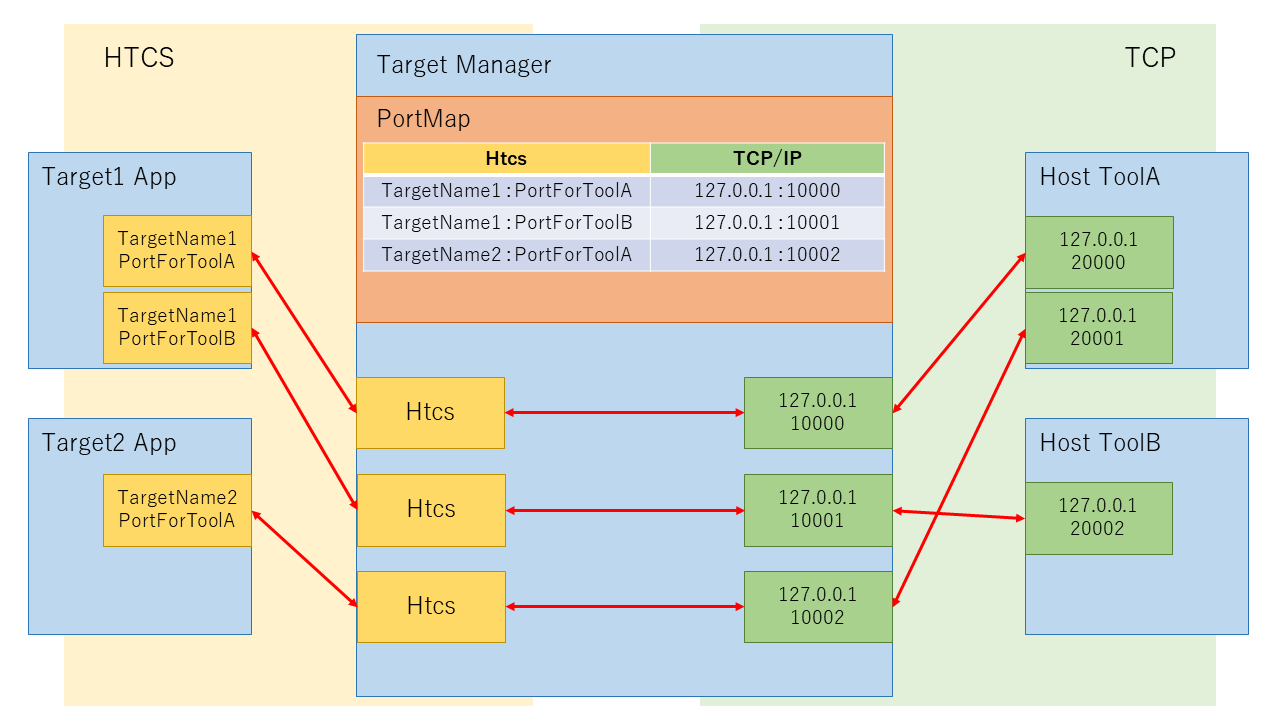 HTCS
TCP
Target Manager
PortMap
Htcs
TCP/IP
TargetName1:PortForToolA
127.0.0.1:10000
TargetName1:PortForToolB
127.0.0.1:10001
TargetName2:PortForToolA
127.0.0.1:10002
Target1 App
TargetName1
PortForToolA
TargetName1
PortForToolB
Target2 App
TargetName2
PortForToolA
Htcs
127.0.0.1
10000
Htcs
127.0.0.1
10001
Htcs
127.0.0.1
10002
Host ToolA
127.0.0.1
20000
127.0.0.1
20001
Host ToolB
127.0.0.1
20002